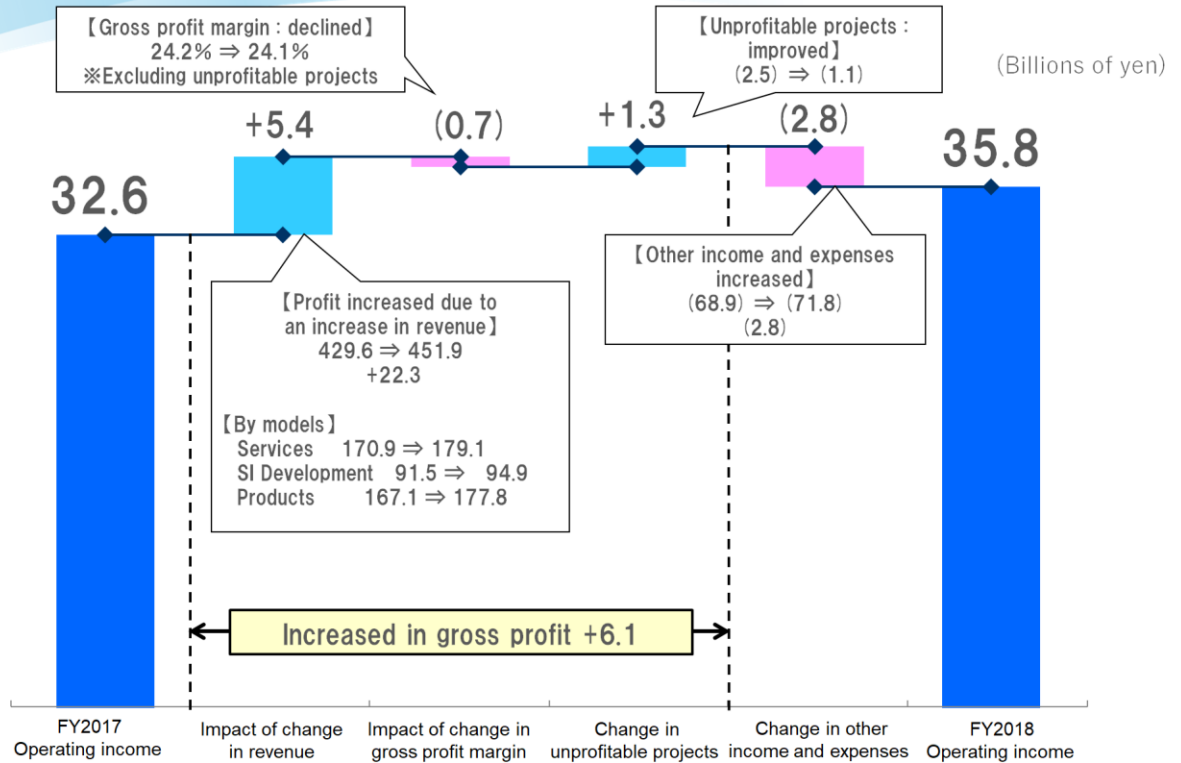 【Gross profit margin : declined】
24.2% ⇒ 24.1%
※Excluding unprofitable projects
【Unprofitable projects :
improved】
(2.5) ⇒ (1.1)
(Billions of yen)
+5.4
(0.7)
+1.3
(2.8)
35.8
32.6
【Other income and expenses
increased】
(68.9) ⇒ (71.8)
(2.8)
【Profit increased due to
an increase in revenue】
429.6 ⇒ 451.9
+22.3
【By models】
Services 170.9 ⇒ 179.1
SI Development 91.5 ⇒ 94.9
Products 167.1 ⇒ 177.8
Increased in gross profit +6.1
FY2017
Operating income
Impact of change
in revenue
Impact of change in
gross profit margin
Change in
unprofitable projects
Change in other
income and expenses
FY2018
Operating income